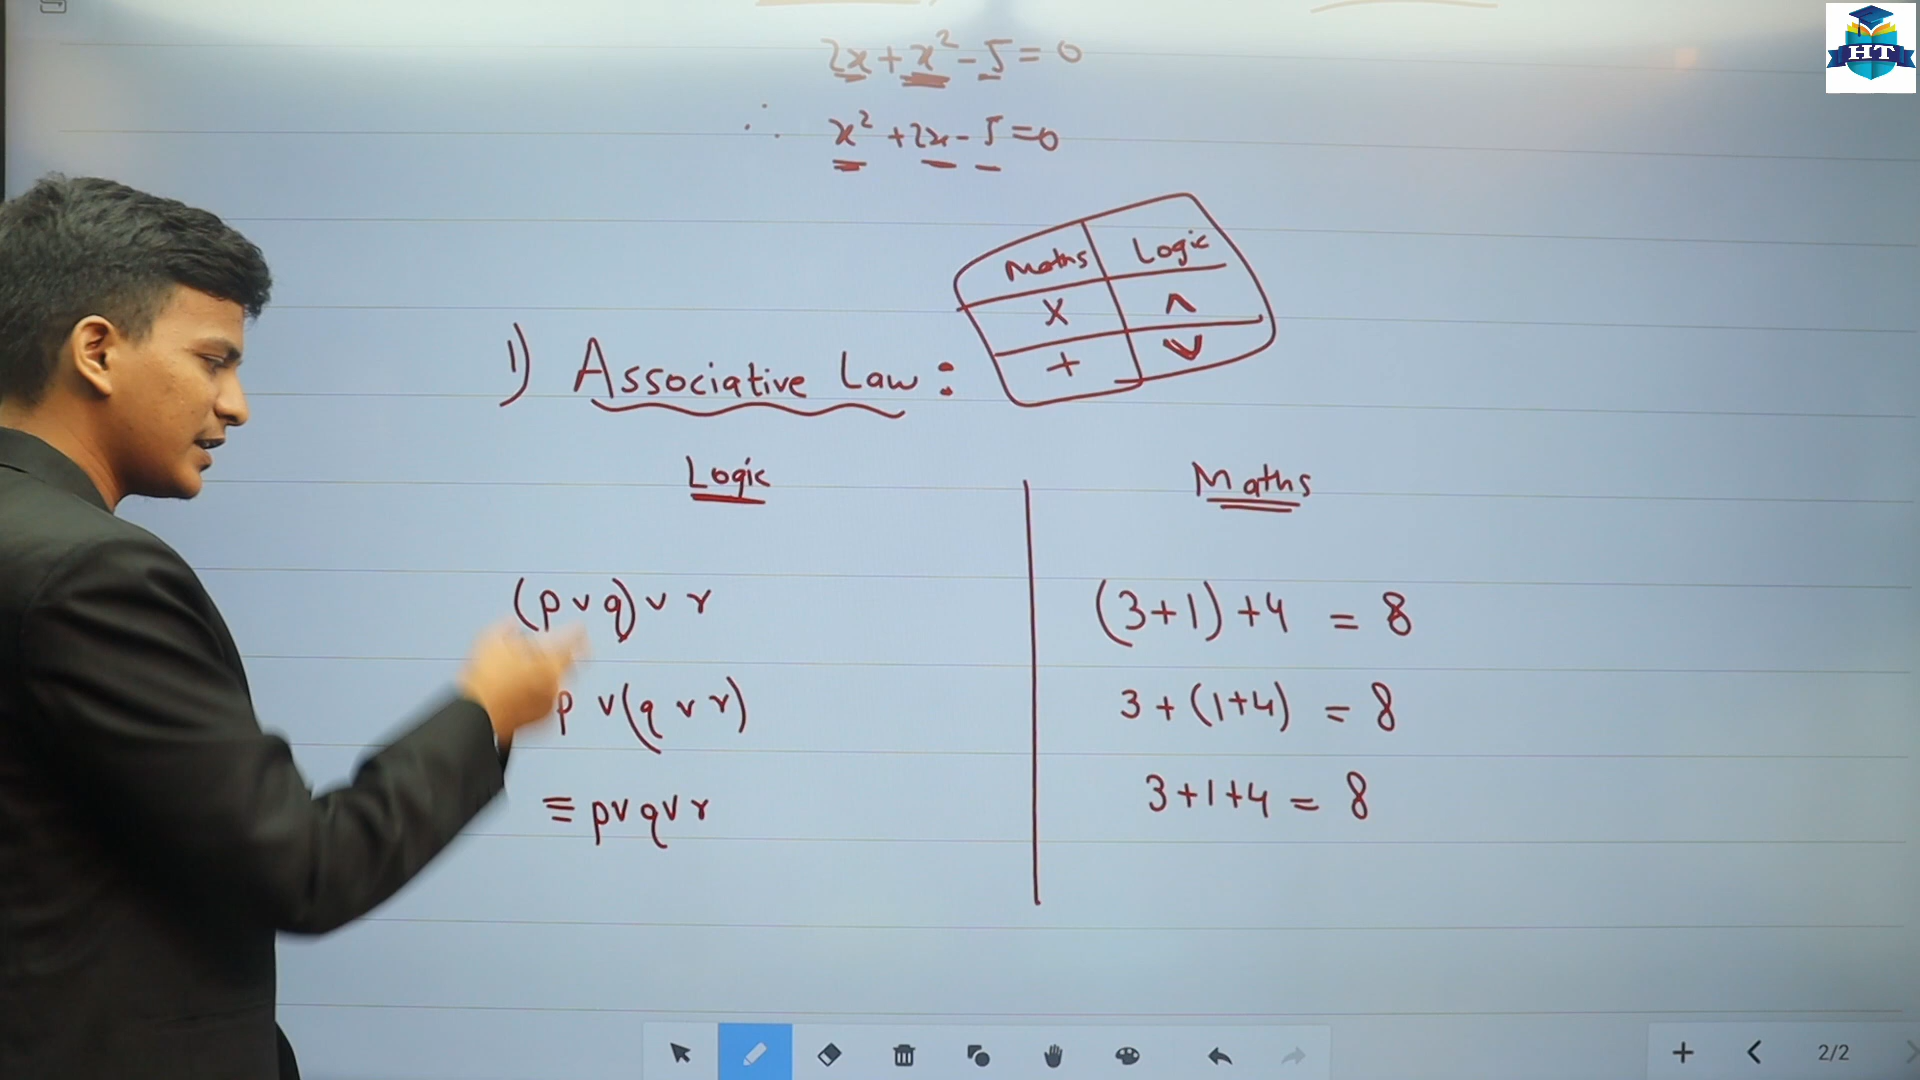 2x + x² - 5 = 0
HT
∴ x² + 2x - 5 = 0
Maths Logic
× ∧
+ ∨
1) Associative Law :
Logic
Maths
(p ∨ q) ∨ r
(3+1) + 4 = 8
p ∨ (q ∨ r)
3 + (1+4) = 8
≡ p ∨ q ∨ r
3+1+4 = 8
2/2